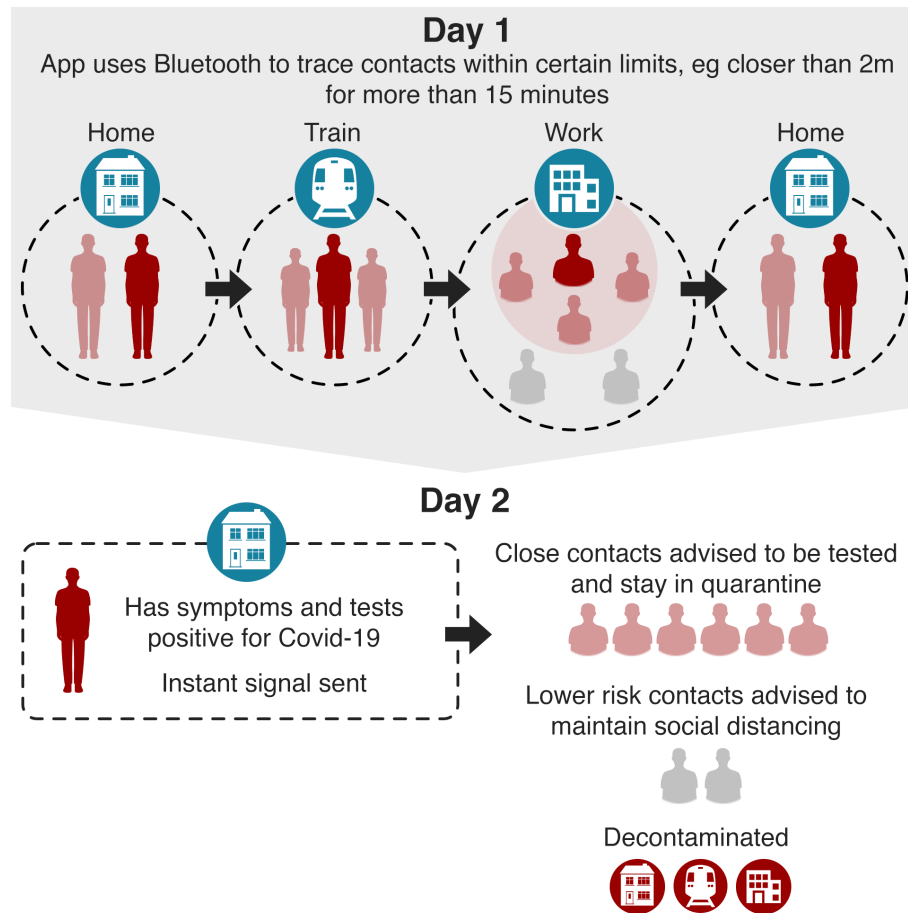 Day 1
App uses Bluetooth to trace contacts within certain limits, eg closer than 2m
for more than 15 minutes
Home
Train
Work
Home
Day 2
Has symptoms and tests
positive for Covid-19
Instant signal sent
Close contacts advised to be tested
and stay in quarantine
Lower risk contacts advised to
maintain social distancing
Decontaminated